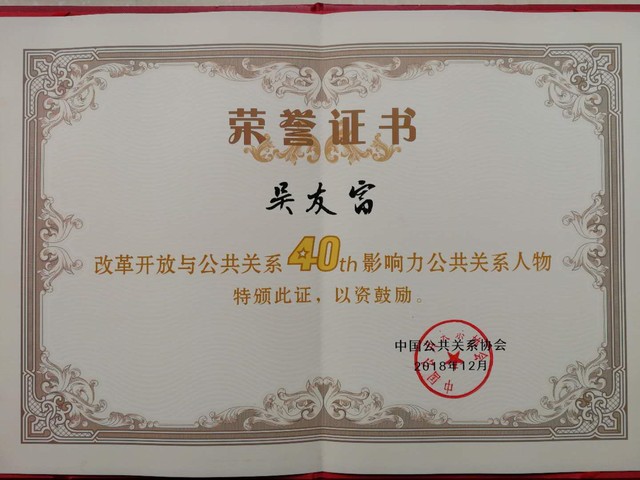 荣誉证书
吴友富
改革开放与公共关系40th影响力公共关系人物
特颁此证，以资鼓励。
中国公共关系协会
2018年12月